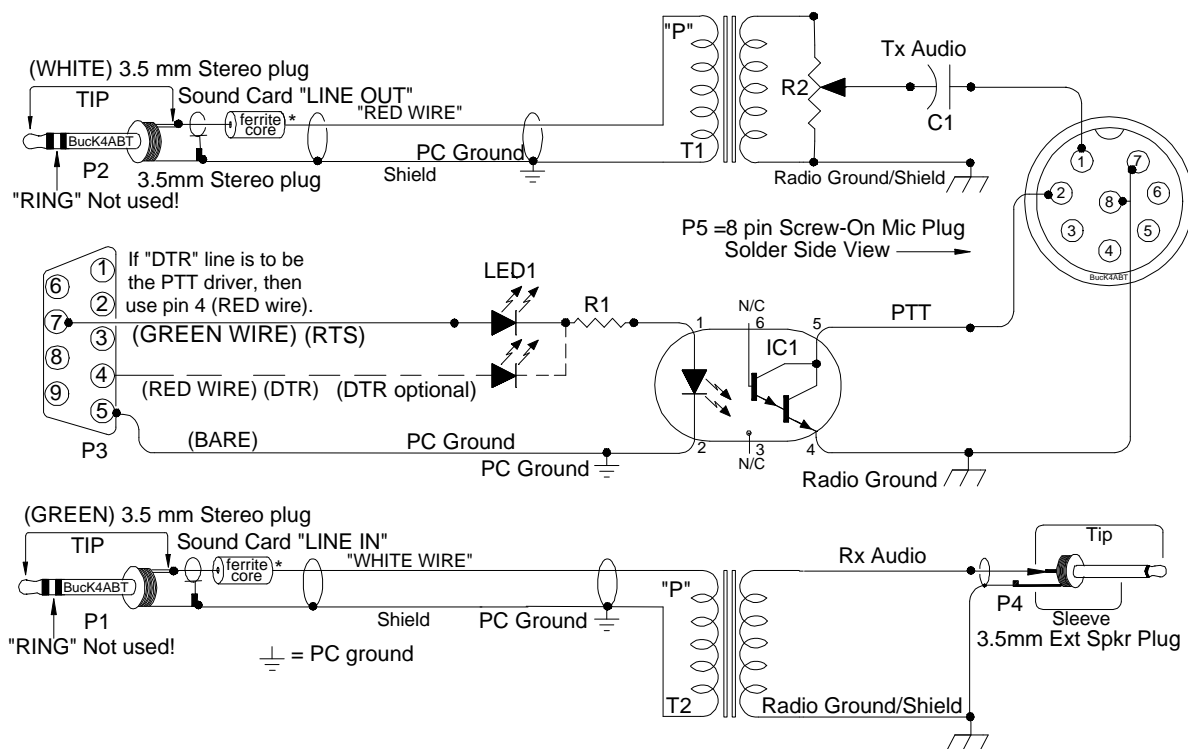 "P"
(WHITE) 3.5 mm Stereo plug
TIP
Sound Card "LINE OUT"
ferrite
core
*
"RED WIRE"
BucK4ABT
P2
PC Ground
Shield
3.5mm Stereo plug
"RING" Not used!
T1
R2
Tx Audio
C1
Radio Ground/Shield
1
7
2
8
6
3
5
4
BucK4ABT
P5 =8 pin Screw-On Mic Plug
Solder Side View
If "DTR" line is to be
the PTT driver, then
use pin 4 (RED wire).
1
6
2
7
3
8
4
9
5
P3
(GREEN WIRE) (RTS)
LED1
R1
(RED WIRE) (DTR)
(DTR optional)
(BARE)
PC Ground
PC Ground
N/C
1
6
5
IC1
2
3
4
N/C
PTT
Radio Ground
(GREEN) 3.5 mm Stereo plug
TIP
Sound Card "LINE IN"
ferrite
core
*
"WHITE WIRE"
BucK4ABT
P1
Shield
PC Ground
"RING" Not used!
= PC ground
"P"
T2
Rx Audio
Tip
P4
Sleeve
3.5mm Ext Spkr Plug
Radio Ground/Shield